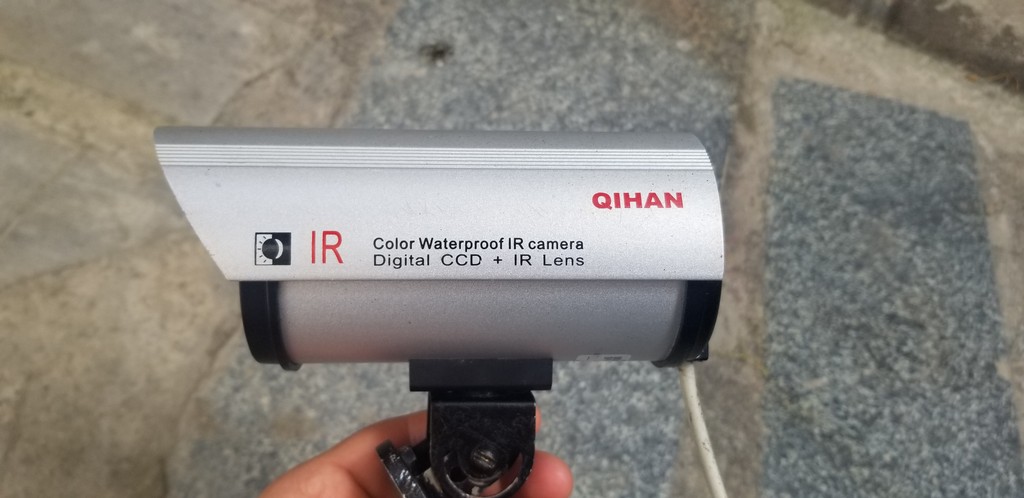 QIHAN
IR
Color Waterproof IR camera
Digital CCD + IR Lens